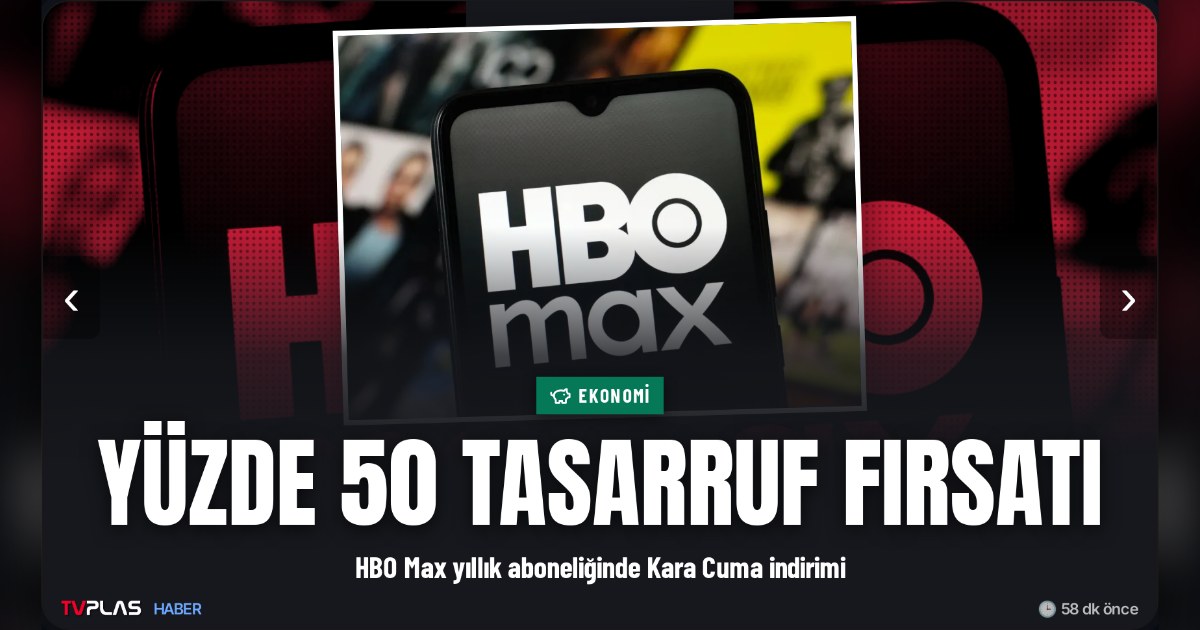 HBO
max
EKONOMİ
YÜZDE 50 TASARRUF FIRSATI
HBO Max yıllık aboneliğinde Kara Cuma indirimi
TVPLAS HABER
58 dk önce